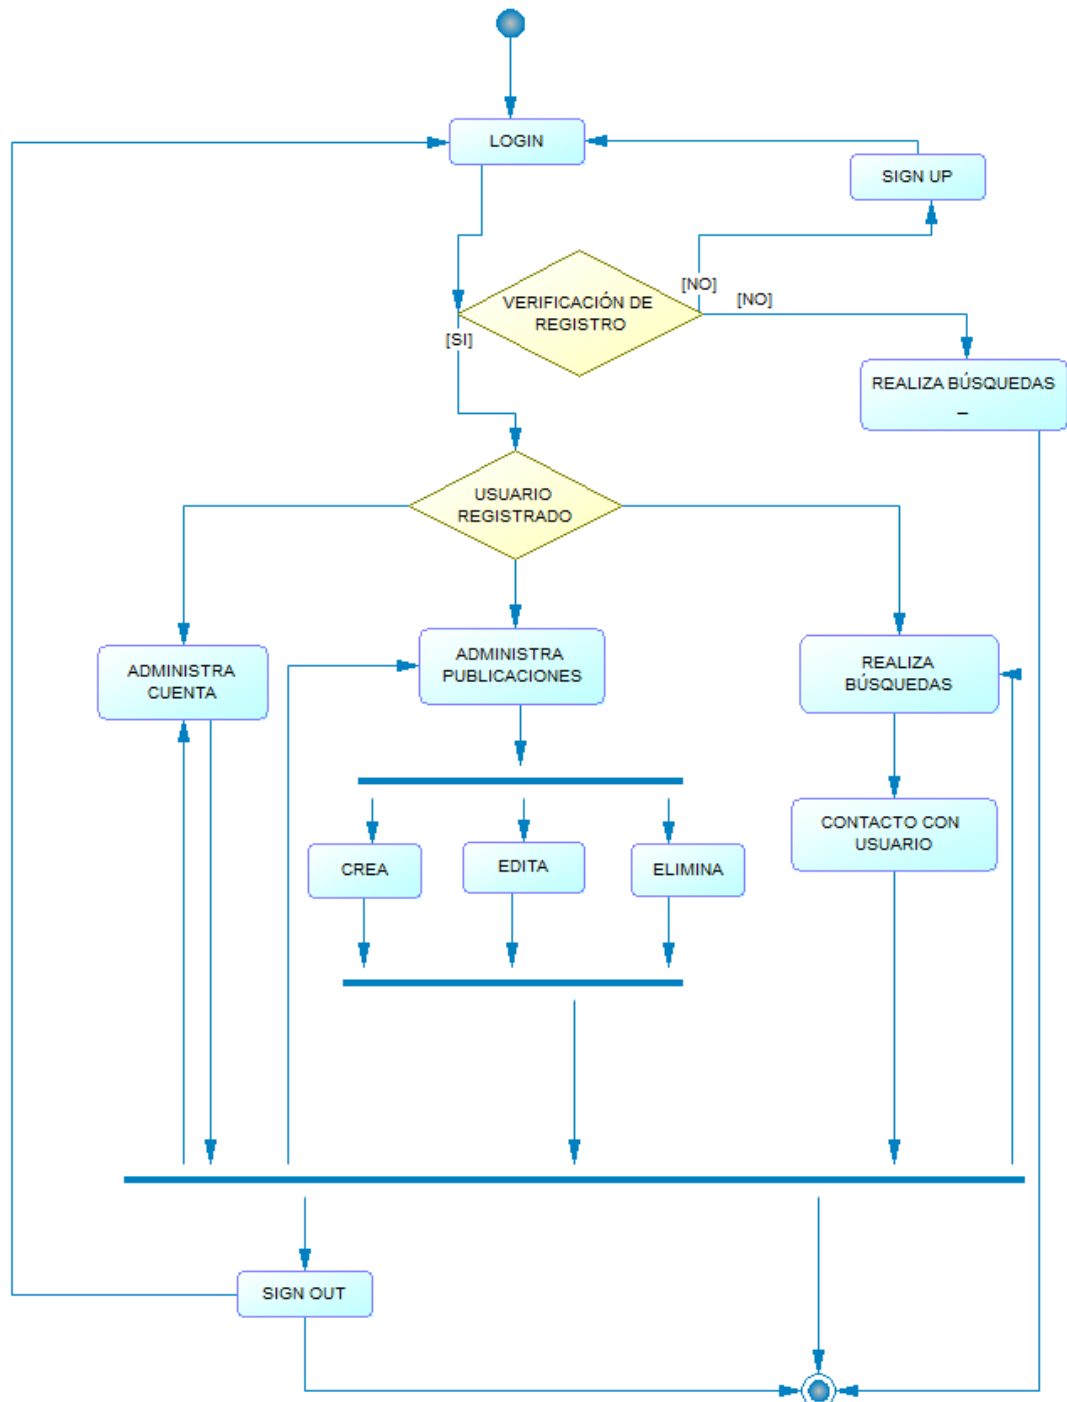 LOGIN
SIGN UP
[NO]
[NO]
VERIFICACIÓN DE
REGISTRO
[SI]
REALIZA BÚSQUEDAS
_
USUARIO
REGISTRADO
ADMINISTRA
CUENTA
ADMINISTRA
PUBLICACIONES
REALIZA
BÚSQUEDAS
CONTACTO CON
USUARIO
CREA
EDITA
ELIMINA
SIGN OUT